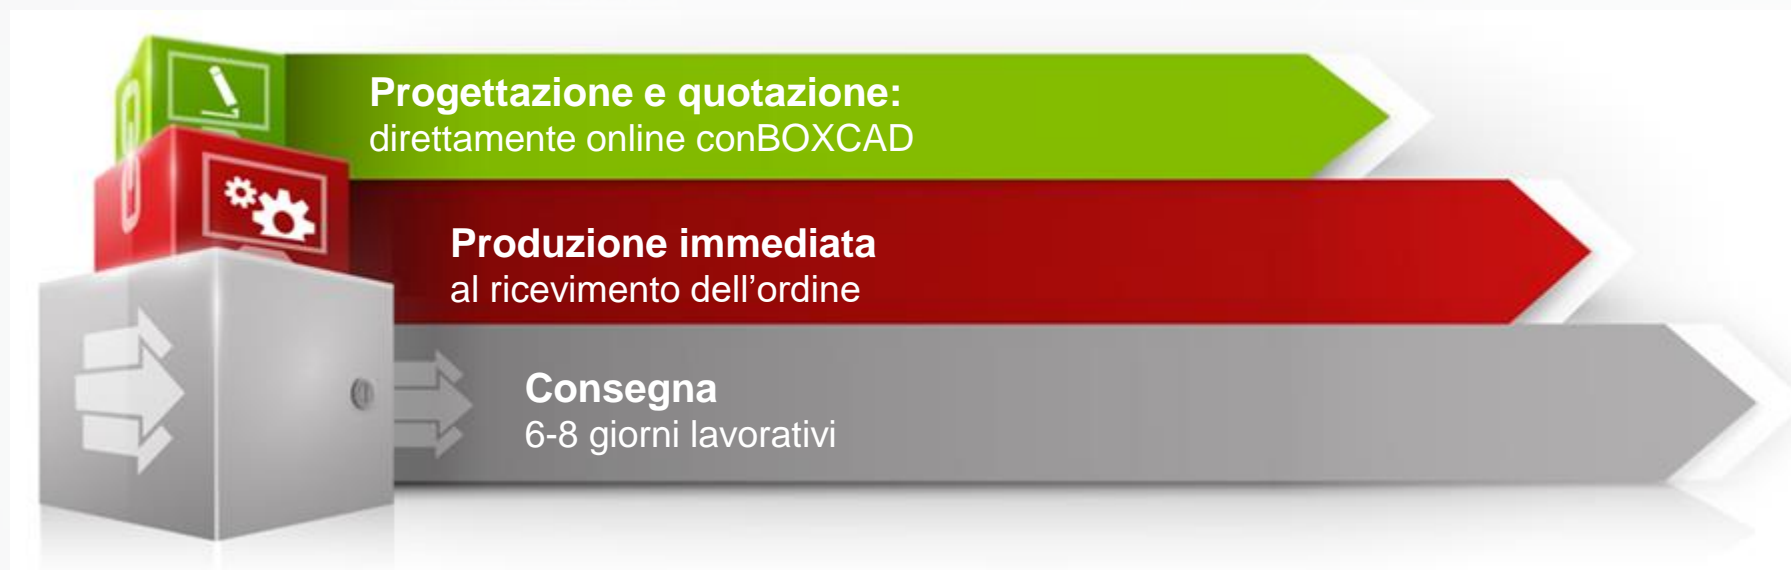 Progettazione e quotazione:
direttamente online conBOXCAD
Produzione immediata
al ricevimento dell’ordine
Consegna
6-8 giorni lavorativi